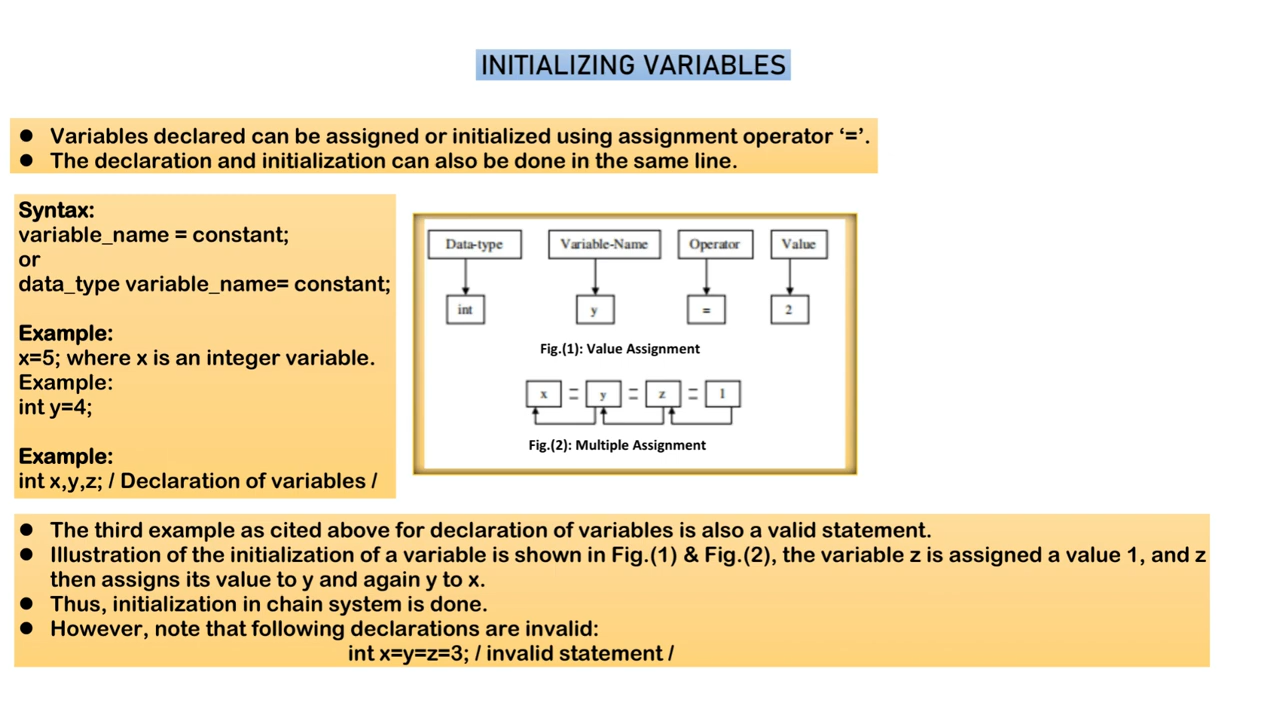 INITIALIZING VARIABLES
● Variables declared can be assigned or initialized using assignment operator ‘=’.
● The declaration and initialization can also be done in the same line.
Syntax:
variable_name = constant;
or
data_type variable_name= constant;
Example:
x=5; where x is an integer variable.
Example:
int y=4;
Example:
int x,y,z; / Declaration of variables /
Data-type Variable-Name Operator Value
int y = 2
Fig.(1): Value Assignment
x = y = z = 1
Fig.(2): Multiple Assignment
● The third example as cited above for declaration of variables is also a valid statement.
● Illustration of the initialization of a variable is shown in Fig.(1) & Fig.(2), the variable z is assigned a value 1, and z
then assigns its value to y and again y to x.
● Thus, initialization in chain system is done.
● However, note that following declarations are invalid:
int x=y=z=3; / invalid statement /